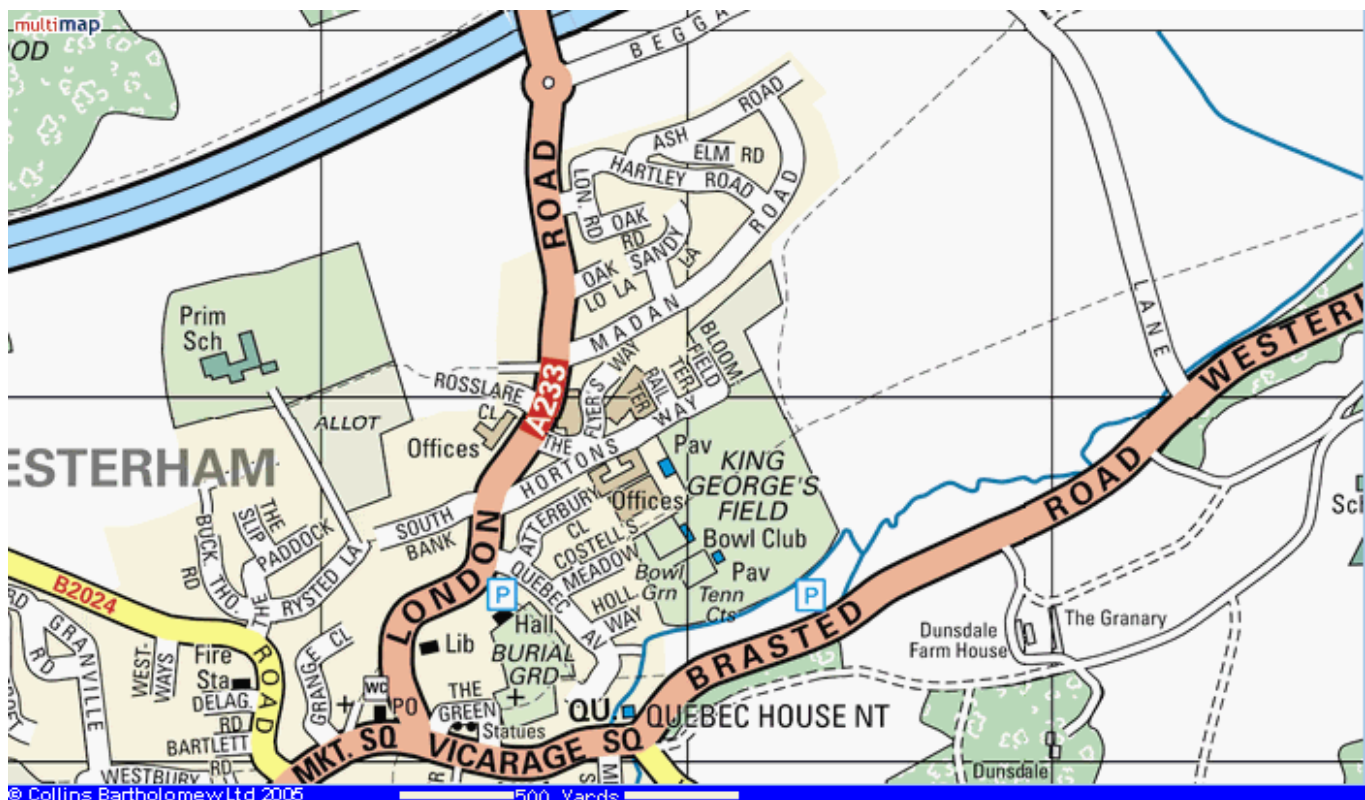 multimap
OD
BEGGA
ROAD
ASH ROAD
ELM RD
HARTLEY ROAD
LON. RD
OAK RD
SANDY LA
OAK LO LA
ROAD
MADAN
LANE
WESTERH
Prim
Sch
ROSSLARE
CL
A233
FLYER'S WAY
THE
RAIL
TER
TER
BLOOM
FIELD
ALLOT
Offices
HORTONS WAY
Pav
KING
GEORGE'S
FIELD
ESTERHAM
Offices
ROAD
Sc
THE
SLIP
PADDOCK
SOUTH
BANK
ATTERBURY
CL
COSTELL'S
MEADOW
Bowl Club
BUCK. THO.
RD
RYSTED LA
LONDON
QUEBEC
AV
Bowl
Grn
Pav
Tenn
Cts
B2024
THE
P
P
HOLL
WAY
BRASTED
The Granary
RD
RD
GRANVILLE
WEST-
WAYS
Fire
Sta
ROAD
GRANGE CL
Lib
Hall
BURIAL
GRD
Dunsdale
Farm House
DELAG.
RD
WC
PO
THE
GREEN
Statues
QU
QUEBEC HOUSE NT
BARTLETT
RD
WESTBURY
MKT. SQ
VICARAGE SQ
R
Dunsdale
© Collins Bartholomew Ltd 2005
500 Yards